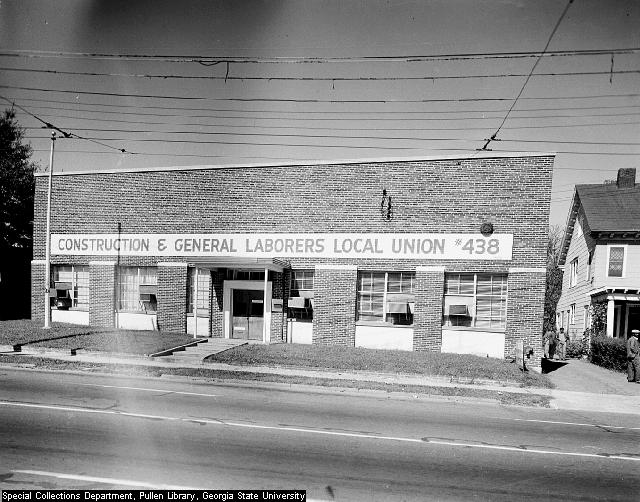 CONSTRUCTION & GENERAL LABORERS LOCAL UNION #438
Special Collections Department, Pullen Library, Georgia State University